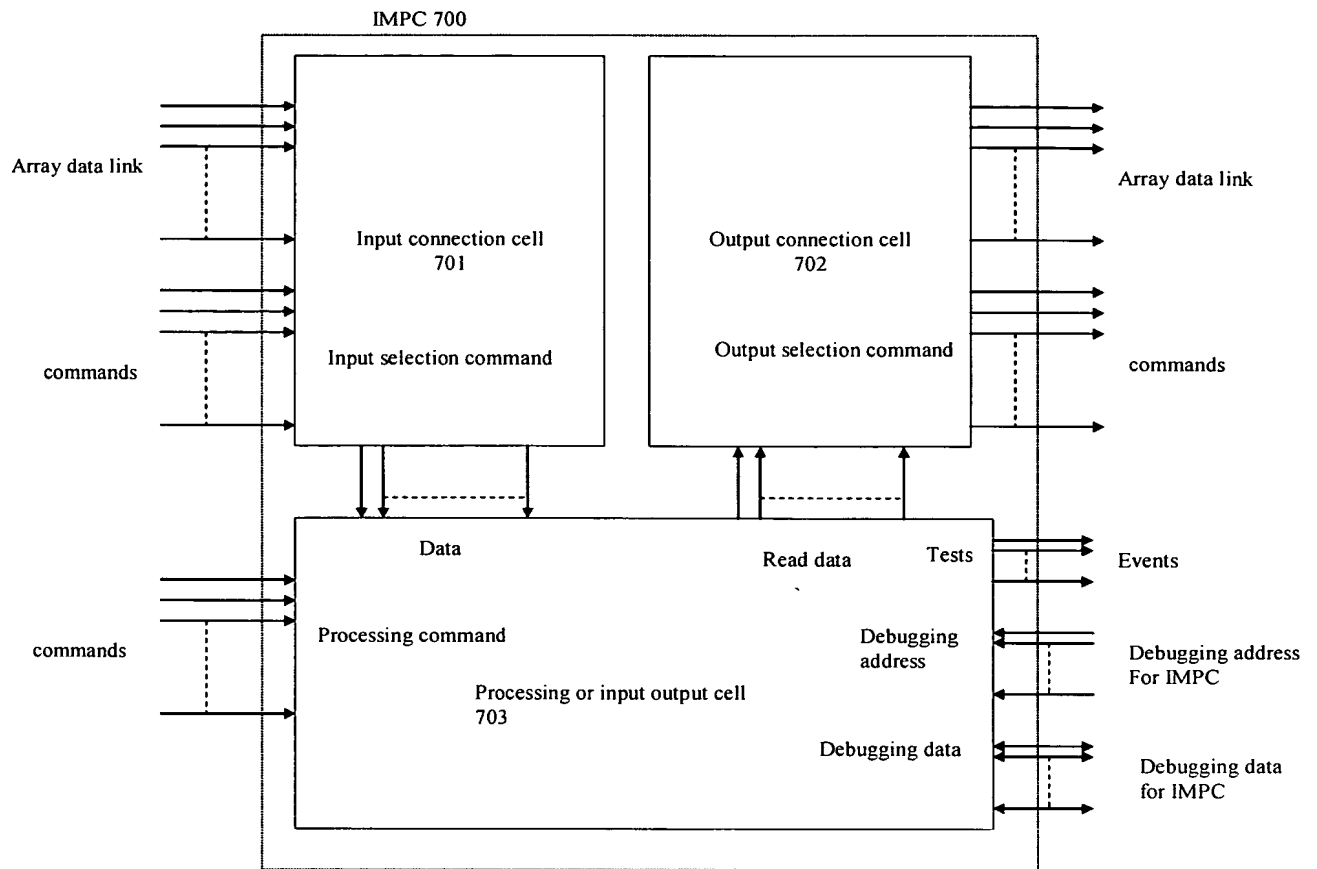 IMPC 700
Array data link
Input connection cell
701
Input selection command
commands
Output connection cell
702
Output selection command
Array data link
commands
Data
Read data
Tests
Events
commands
Processing command
Debugging
address
Debugging address
For IMPC
Processing or input output cell
703
Debugging data
Debugging data
for IMPC